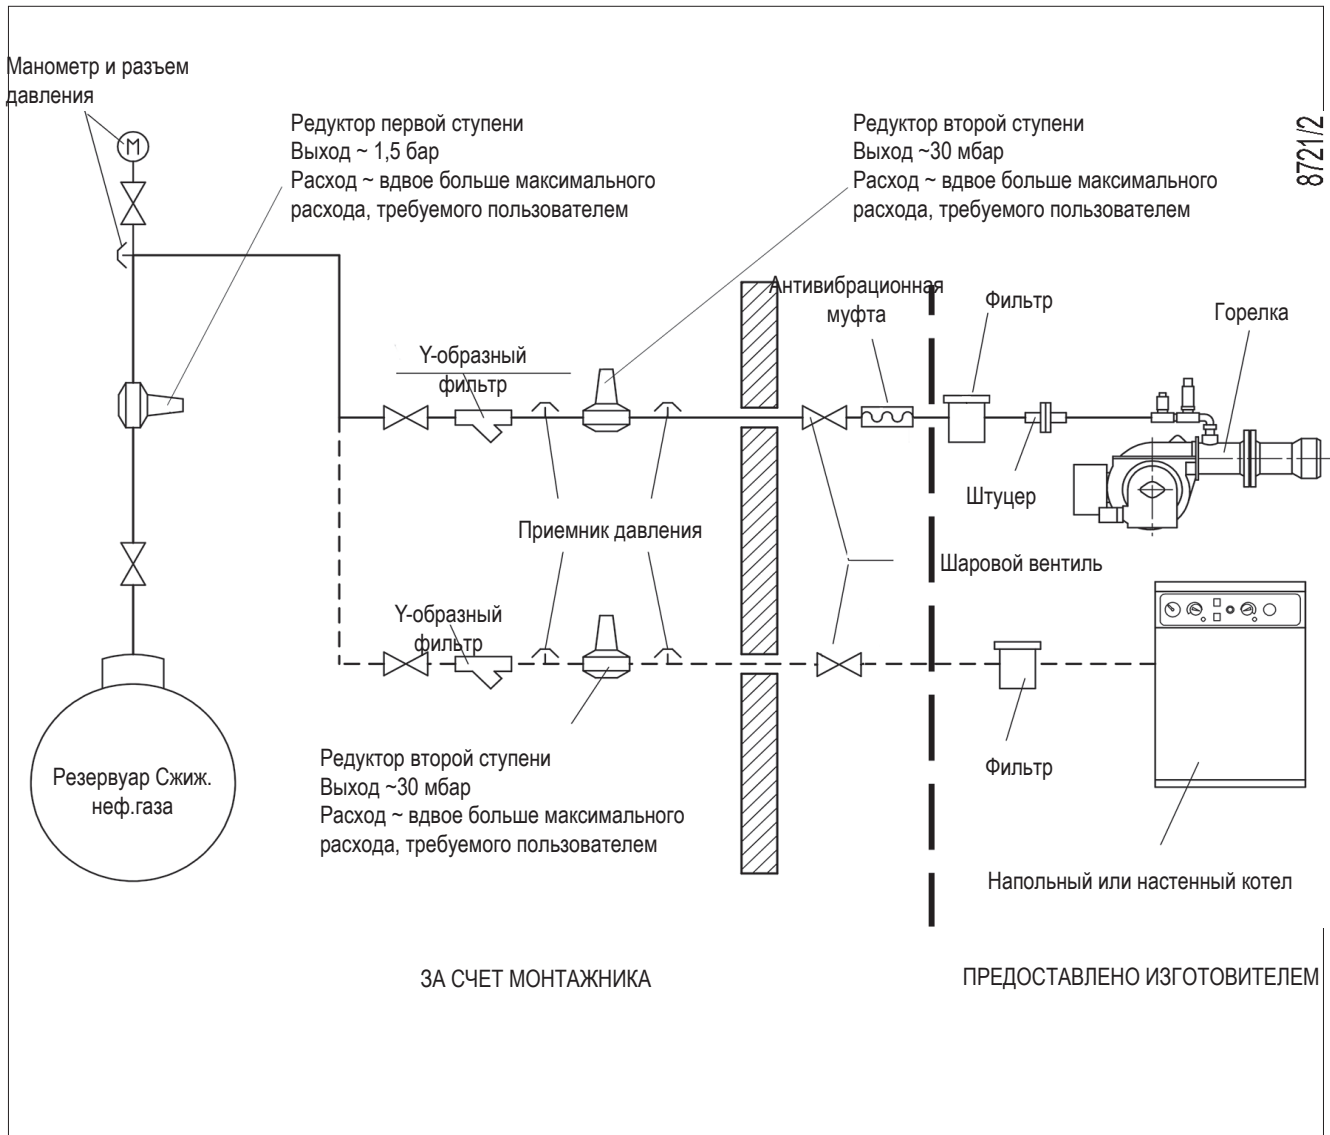 Манометр и разъем
давления
M
Редуктор первой ступени
Выход ~ 1,5 бар
Расход ~ вдвое больше максимального
расхода, требуемого пользователем
Редуктор второй ступени
Выход ~30 мбар
Расход ~ вдвое больше максимального
расхода, требуемого пользователем
8721/2
Антивибрационная
муфта
Фильтр
Горелка
Y-образный
фильтр
Штуцер
Приемник давления
Шаровой вентиль
Y-образный
фильтр
Резервуар Сжиж.
неф.газа
Редуктор второй ступени
Выход ~30 мбар
Расход ~ вдвое больше максимального
расхода, требуемого пользователем
Фильтр
Напольный или настенный котел
ЗА СЧЕТ МОНТАЖНИКА
ПРЕДОСТАВЛЕНО ИЗГОТОВИТЕЛЕМ